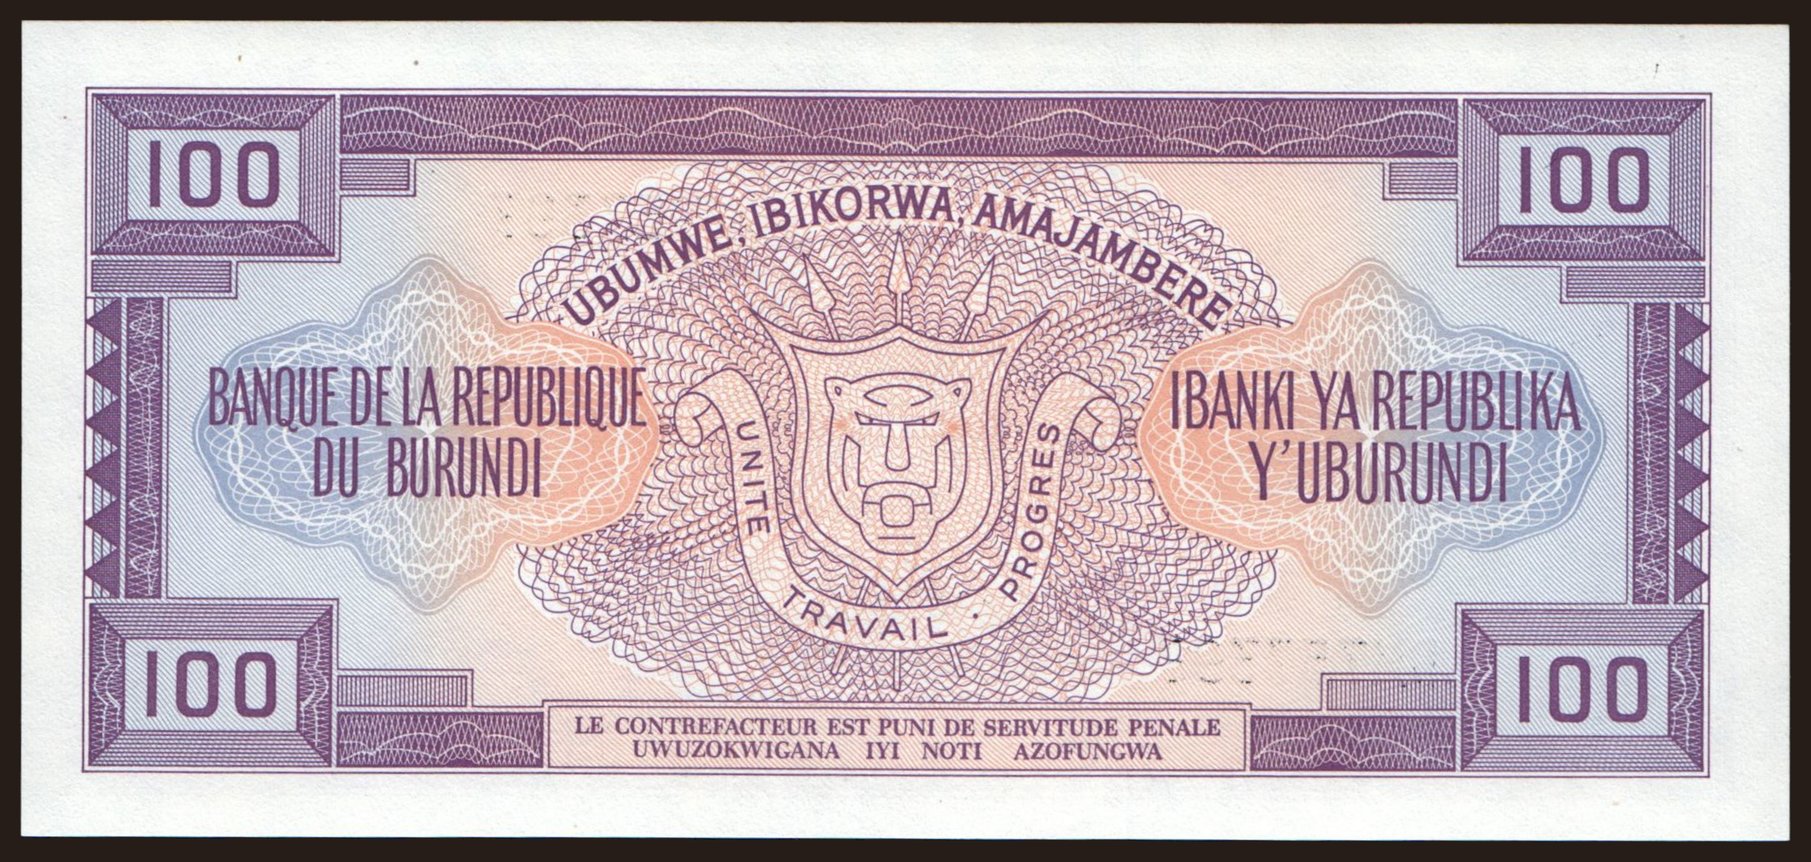 100
100
UBUMWE, IBIKORWA, AMAJAMBERE
BANQUE DE LA REPUBLIQUE
DU BURUNDI
IBANKI YA REPUBLIKA
Y'UBURUNDI
UNITE TRAVAIL . PROGRES
100
100
LE CONTREFACTEUR EST PUNI DE SERVITUDE PENALE
UWUZOKWIGANA IYI NOTI AZOFUNGWA